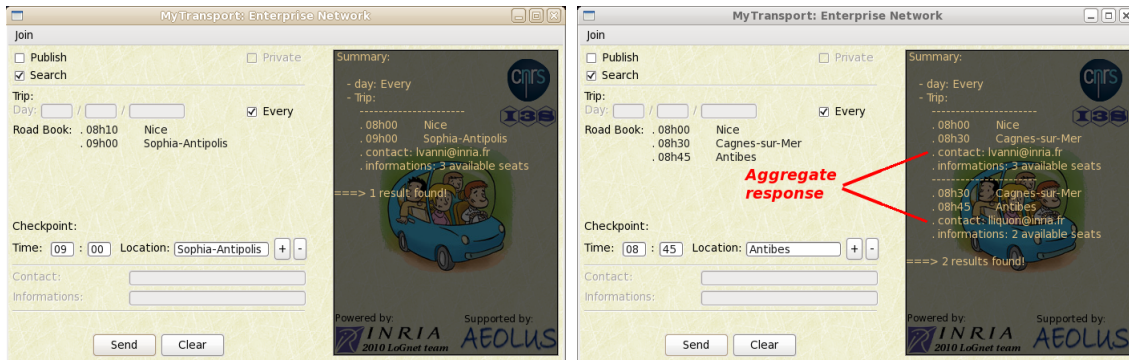 MyTransport: Enterprise Network
Join
Publish
Private
Search
Trip:
Day: / /
Every
Road Book: . 08h10 Nice
. 09h00 Sophia-Antipolis
Checkpoint:
Time: 09 : 00 Location: Sophia-Antipolis + -
Contact:
Informations:
Send Clear
Summary:
- day: Every
- Trip:
----------------------
. 08h00 Nice
. 09h00 Sophia-Antipolis
. contact: lvanni@inria.fr
. informations: 3 available seats
===> 1 result found!
cnrs
I3S
Powered by:
INRIA
2010 LoGnet team
Supported by:
AEOLUS
MyTransport: Enterprise Network
Join
Publish
Private
Search
Trip:
Day: / /
Every
Road Book: . 08h00 Nice
. 08h30 Cagnes-sur-Mer
. 08h45 Antibes
Aggregate
response
Checkpoint:
Time: 08 : 45 Location: Antibes + -
Contact:
Informations:
Send Clear
Summary:
- day: Every
- Trip:
----------------------
. 08h00 Nice
. 08h30 Cagnes-sur-Mer
. contact: lvanni@inria.fr
. informations: 3 available seats
----------------------
. 08h30 Cagnes-sur-Mer
. 08h45 Antibes
. contact: lliquori@inria.fr
. informations: 2 available seats
===> 2 results found!
cnrs
I3S
Powered by:
INRIA
2010 LoGnet team
Supported by:
AEOLUS